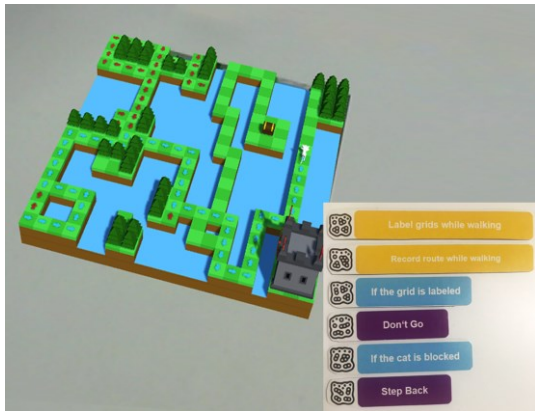 Label grids while walking
Record route while walking
If the grid is labeled
Don't Go
If the cat is blocked
Step Back